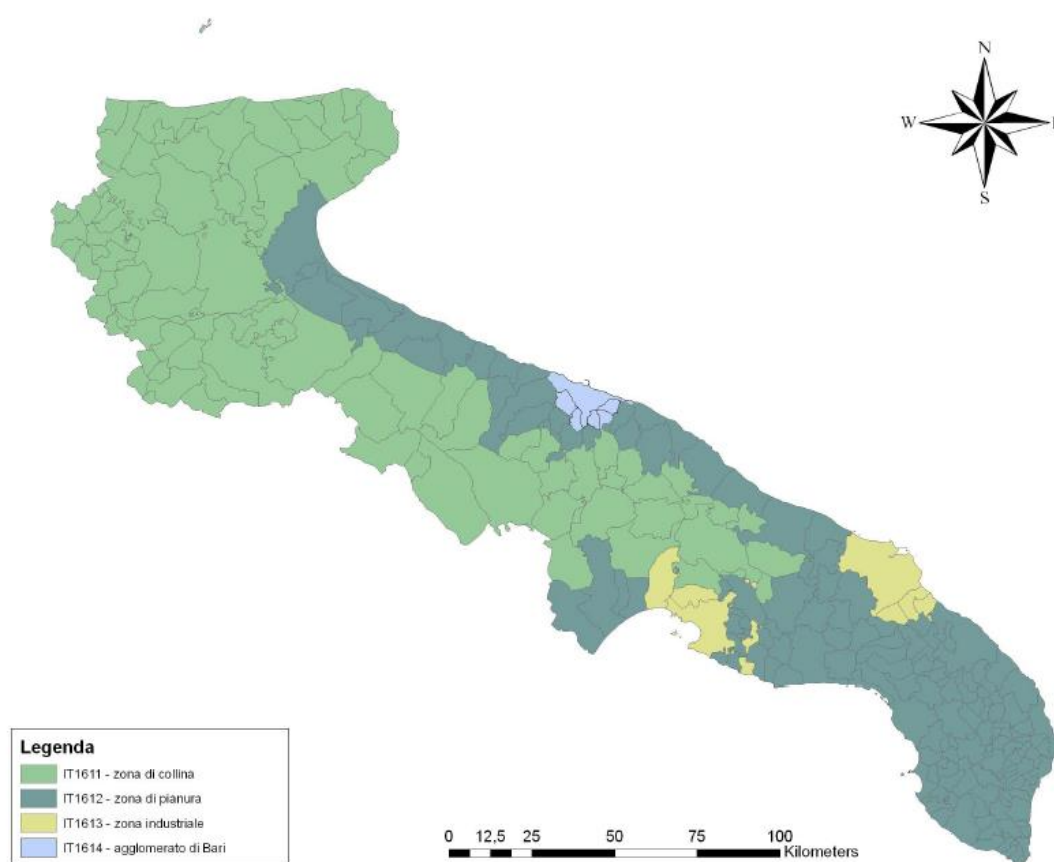 N
W
S
Legenda
IT1611 - zona di collina
IT1612 - zona di pianura
IT1613 - zona industriale
IT1614 - agglomerato di Bari
0 12,5 25 50 75 100
Kilometers